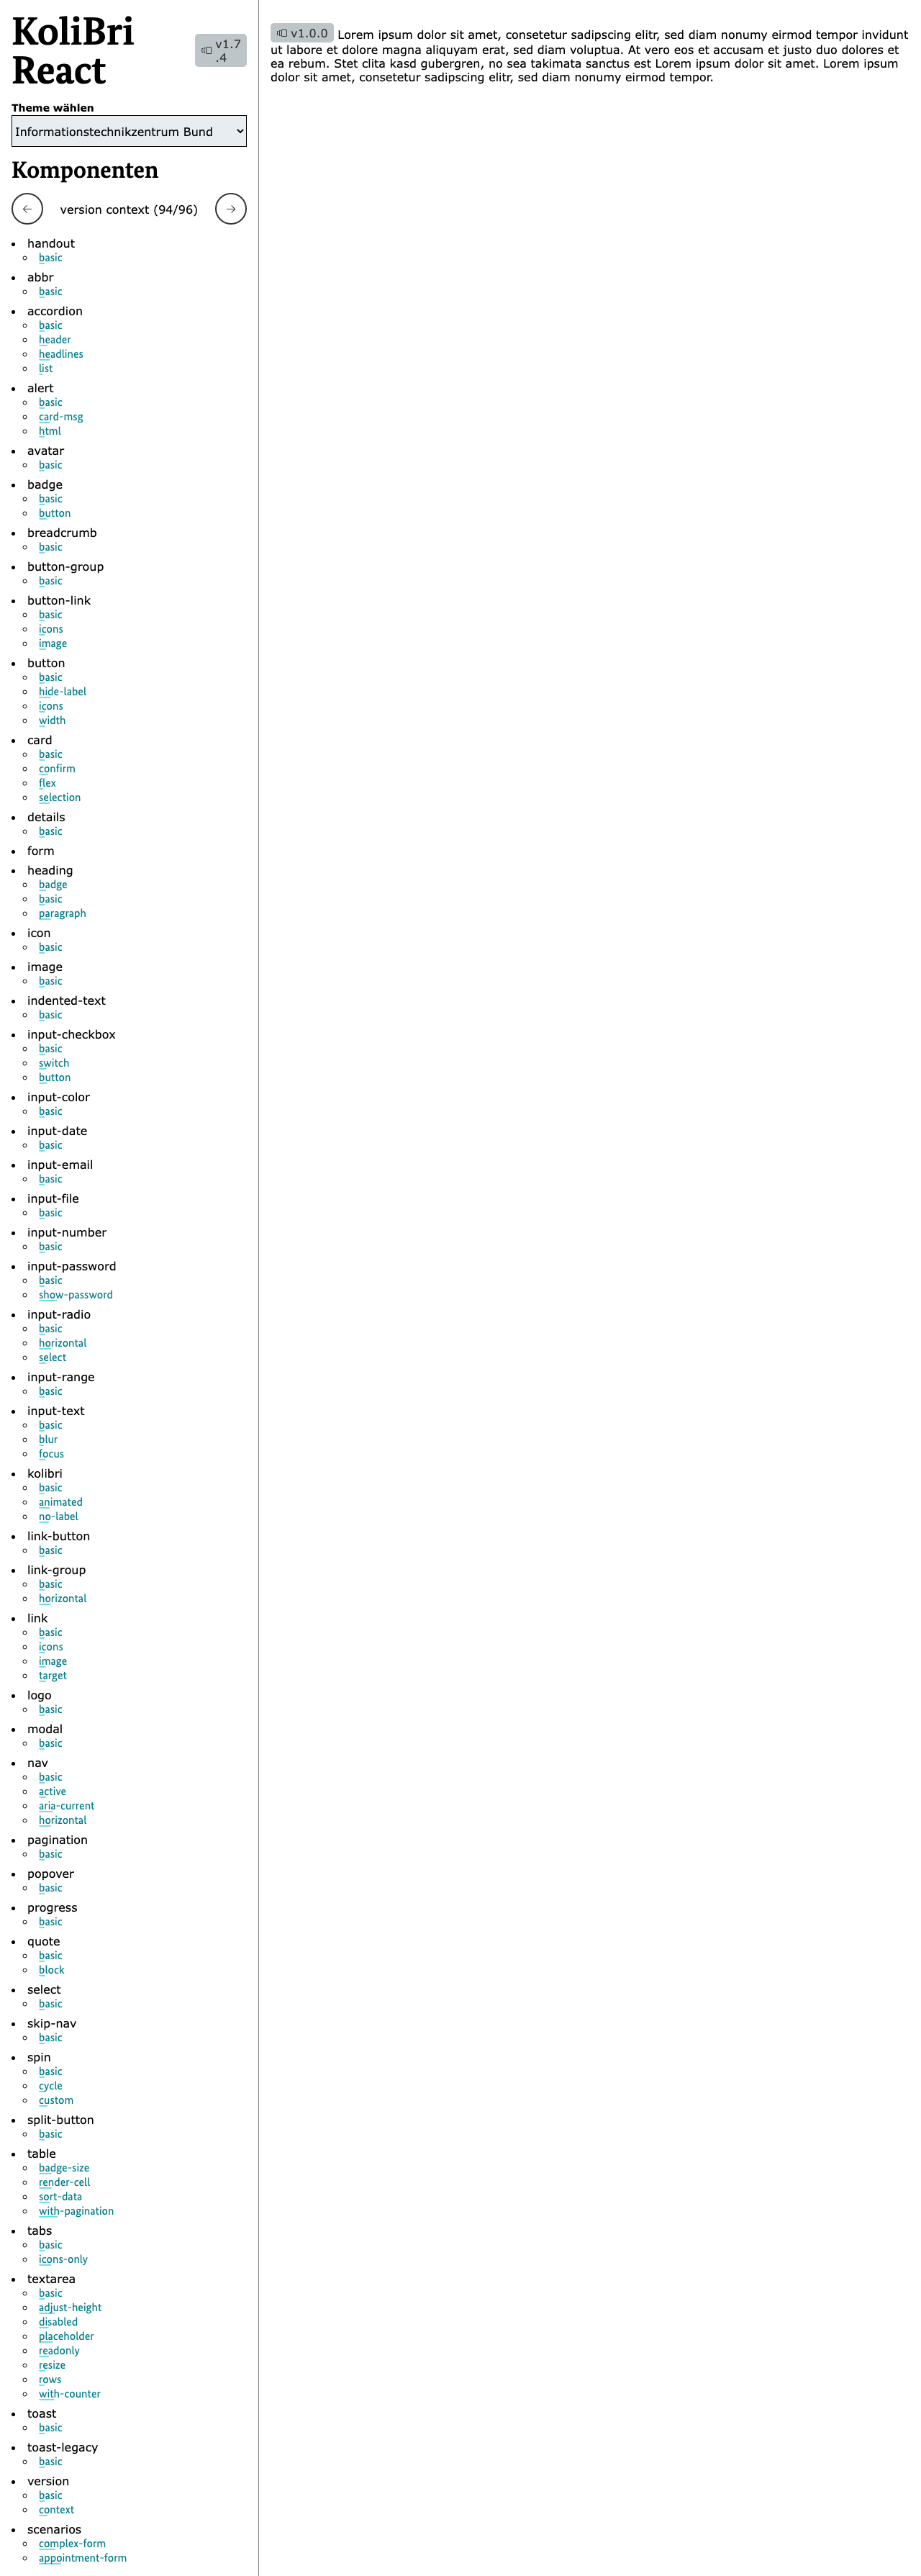 KoliBri
React
v1.7
.4
Theme wählen
Informationstechnikzentrum Bund
Komponenten
version context (94/96)
handout
basic
abbr
basic
accordion
basic
header
headlines
list
alert
basic
card-msg
html
avatar
basic
badge
basic
button
breadcrumb
basic
button-group
basic
button-link
basic
icons
image
button
basic
hide-label
icons
width
card
basic
confirm
flex
selection
details
basic
form
heading
badge
basic
paragraph
icon
basic
image
basic
indented-text
basic
input-checkbox
basic
switch
button
input-color
basic
input-date
basic
input-email
basic
input-file
basic
input-number
basic
input-password
basic
show-password
input-radio
basic
horizontal
select
input-range
basic
input-text
basic
blur
focus
kolibri
basic
animated
no-label
link-button
basic
link-group
basic
horizontal
link
basic
icons
image
target
logo
basic
modal
basic
nav
basic
active
aria-current
horizontal
pagination
basic
popover
basic
progress
basic
quote
basic
block
select
basic
skip-nav
basic
spin
basic
cycle
custom
split-button
basic
table
badge-size
render-cell
sort-data
with-pagination
tabs
basic
icons-only
textarea
basic
adjust-height
disabled
placeholder
readonly
resize
rows
with-counter
toast
basic
toast-legacy
basic
version
basic
context
scenarios
complex-form
appointment-form
v1.0.0 Lorem ipsum dolor sit amet, consetetur sadipscing elitr, sed diam nonumy eirmod tempor invidunt
ut labore et dolore magna aliquyam erat, sed diam voluptua. At vero eos et accusam et justo duo dolores et
ea rebum. Stet clita kasd gubergren, no sea takimata sanctus est Lorem ipsum dolor sit amet. Lorem ipsum
dolor sit amet, consetetur sadipscing elitr, sed diam nonumy eirmod tempor.